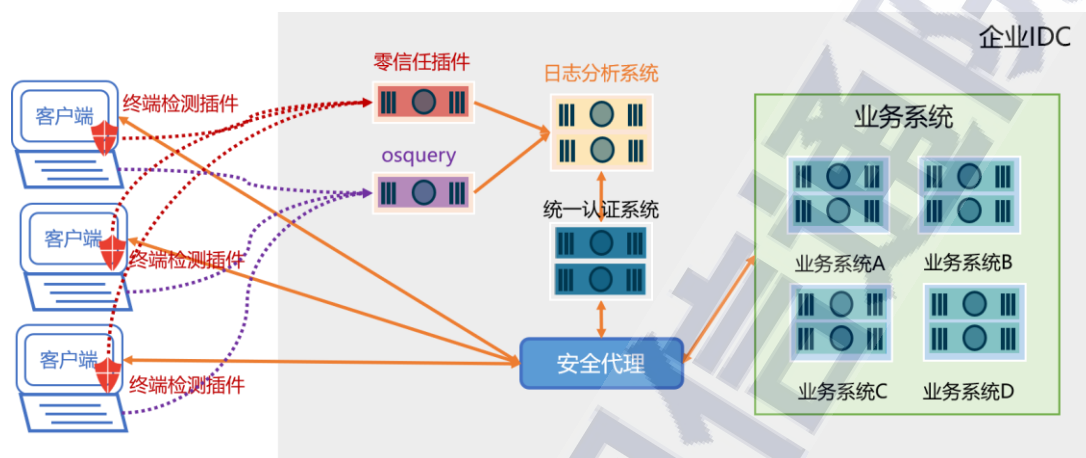 企业IDC
零信任插件
日志分析系统
终端检测插件
客户端
业务系统
osquery
统一认证系统
客户端
终端检测插件
业务系统A
业务系统B
客户端
安全代理
终端检测插件
业务系统C
业务系统D